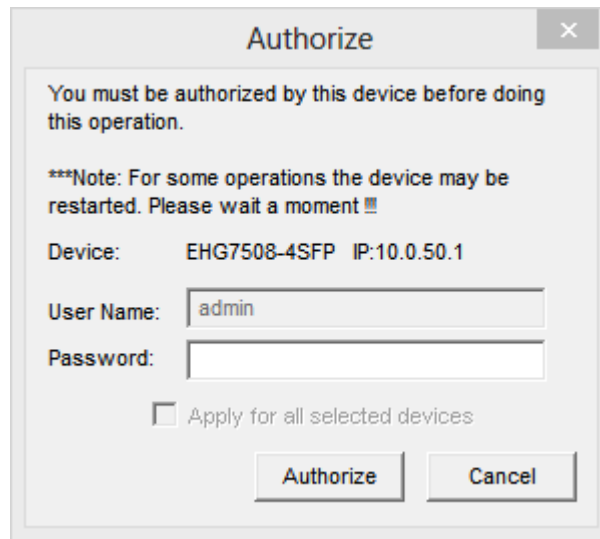 Authorize
You must be authorized by this device before doing
this operation.
***Note: For some operations the device may be
restarted. Please wait a moment !!!
Device: EHG7508-4SFP IP:10.0.50.1
User Name: admin
Password:
Apply for all selected devices
Authorize Cancel